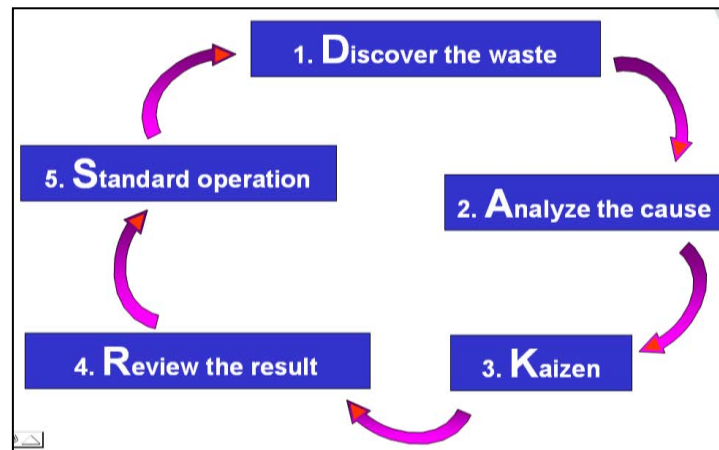 1. Discover the waste
2. Analyze the cause
3. Kaizen
4. Review the result
5. Standard operation